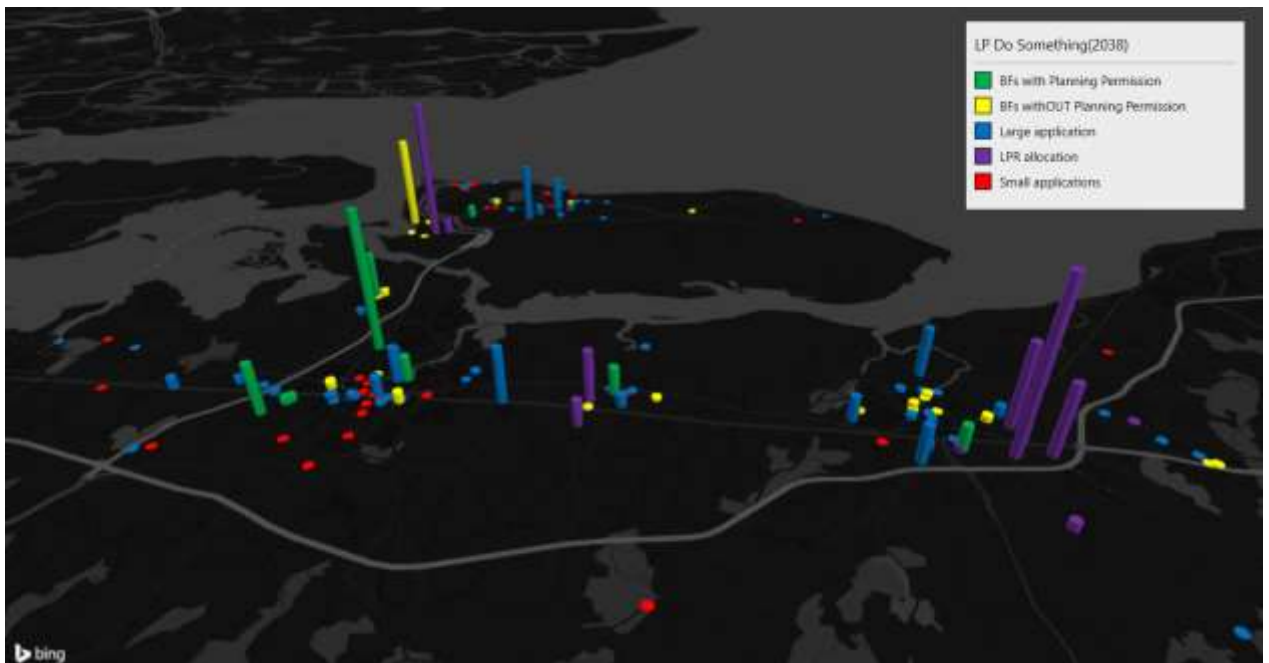 LP Do Something(2038)
BFs with Planning Permission
BFs withOUT Planning Permission
Large application
LPR allocation
Small applications
bing